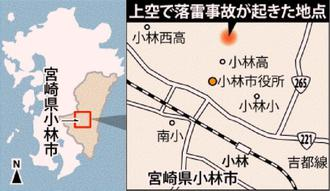 上空で落雷事故が起きた地点
宮崎県小林市
N
小林西高
小林高
小林市役所
小林小
265
南小
221
小林
吉都線
宮崎県小林市